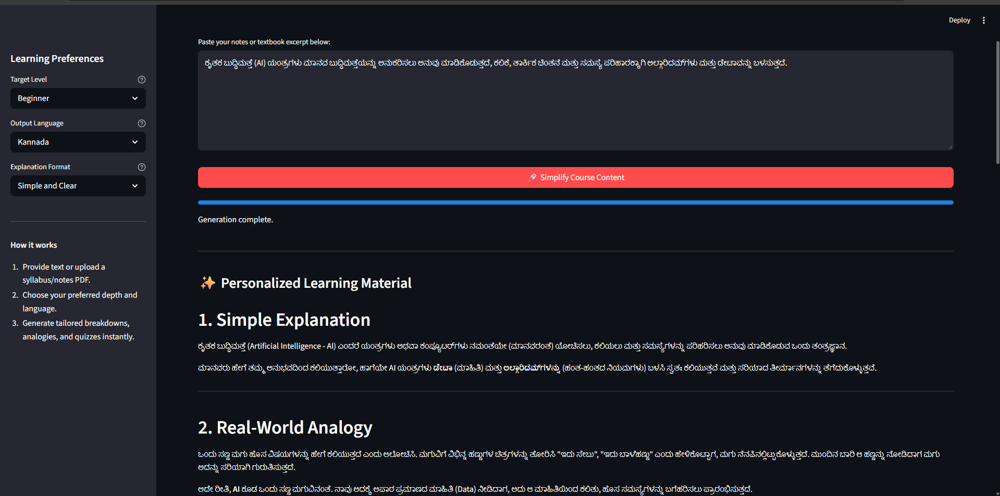 Deploy
Learning Preferences
Target Level
Beginner
Output Language
Kannada
Explanation Format
Simple and Clear
How it works
1. Provide text or upload a
syllabus/notes PDF.
2. Choose your preferred depth and
language.
3. Generate tailored breakdowns,
analogies, and quizzes instantly.
Paste your notes or textbook excerpt below:
ಕೃತಕ ಬುದ್ಧಿಮತ್ತೆ (AI) ಯಂತ್ರಗಳು ಮಾನವ ಬುದ್ಧಿಮತ್ತೆಯನ್ನು ಅನುಕರಿಸಲು ಅನುವು ಮಾಡಿಕೊಡುತ್ತದೆ, ಕಲಿಕೆ, ತಾರ್ಕಿಕ ಚಿಂತನೆ ಮತ್ತು ಸಮಸ್ಯೆ ಪರಿಹಾರಕ್ಕಾಗಿ ಅಲ್ಗಾರಿದಮ್‌ಗಳು ಮತ್ತು ಡೇಟಾವನ್ನು ಬಳಸುತ್ತದೆ.
🚀 Simplify Course Content
Generation complete.
✨ Personalized Learning Material
1. Simple Explanation
ಕೃತಕ ಬುದ್ಧಿಮತ್ತೆ (Artificial Intelligence - AI) ಎಂದರೆ ಯಂತ್ರಗಳು ಅಥವಾ ಕಂಪ್ಯೂಟರ್‌ಗಳು ನಮಂತೆಯೇ (ಮಾನವರಂತೆ) ಯೋಚಿಸಲು, ಕಲಿಯಲು ಮತ್ತು ಸಮಸ್ಯೆಗಳನ್ನು ಪರಿಹರಿಸಲು ಅನುವು ಮಾಡಿಕೊಡುವ ಒಂದು ತಂತ್ರಜ್ಞಾನ.
ಮಾನವರು ಹೇಗೆ ತಮ್ಮ ಅನುಭವದಿಂದ ಕಲಿಯುತ್ತಾರೋ, ಹಾಗೆಯೇ AI ಯಂತ್ರಗಳು ಡೇಟಾ (ಮಾಹಿತಿ) ಮತ್ತು ಅಲ್ಗಾರಿದಮ್‌ಗಳನ್ನು (ಹಂತ-ಹಂತದ ನಿಯಮಗಳು) ಬಳಸಿ ಸ್ವತಃ ಕಲಿಯುತ್ತವೆ ಮತ್ತು ಸರಿಯಾದ ತೀರ್ಮಾನಗಳನ್ನು ತೆಗೆದುಕೊಳ್ಳುತ್ತವೆ.
2. Real-World Analogy
ಒಂದು ಸಣ್ಣ ಮಗು ಹೊಸ ವಿಷಯಗಳನ್ನು ಹೇಗೆ ಕಲಿಯುತ್ತದೆ ಎಂದು ಆಲೋಚಿಸಿ. ಮಗುವಿಗೆ ವಿಭಿನ್ನ ಹಣ್ಣುಗಳ ಚಿತ್ರಗಳನ್ನು ತೋರಿಸಿ "ಇದು ಸೇಬು", "ಇದು ಬಾಳೆಹಣ್ಣು" ಎಂದು ಹೇಳಿಕೊಟ್ಟಾಗ, ಮಗು ನೆನಪಿನಲ್ಲಿಟ್ಟುಕೊಳ್ಳುತ್ತದೆ. ಮುಂದಿನ ಬಾರಿ ಆ ಹಣ್ಣನ್ನು ನೋಡಿದಾಗ ಮಗು
ಅದನ್ನು ಸರಿಯಾಗಿ ಗುರುತಿಸುತ್ತದೆ.
ಅದೇ ರೀತಿ, AI ಕೂಡ ಒಂದು ಸಣ್ಣ ಮಗುವಿನಂತೆ. ನಾವು ಅದಕ್ಕೆ ಅಪಾರ ಪ್ರಮಾಣದ ಮಾಹಿತಿ (Data) ನೀಡಿದಾಗ, ಅದು ಆ ಮಾಹಿತಿಯಿಂದ ಕಲಿತು, ಹೊಸ ಸಮಸ್ಯೆಗಳನ್ನು ಬಗೆಹರಿಸಲು ಪ್ರಾರಂಭಿಸುತ್ತದೆ.